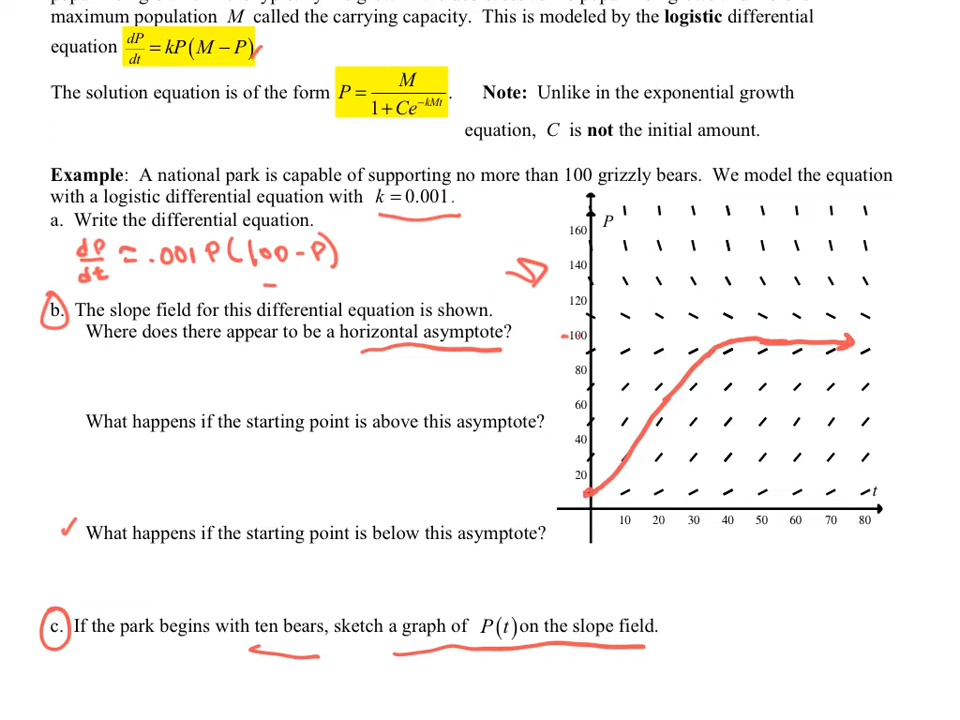 maximum population M called the carrying capacity. This is modeled by the logistic differential
equation dP/dt = kP(M − P)
The solution equation is of the form P = M/(1+Ce^(−kMt)). Note: Unlike in the exponential growth
equation, C is not the initial amount.
Example: A national park is capable of supporting no more than 100 grizzly bears. We model the equation
with a logistic differential equation with k = 0.001.
a. Write the differential equation.
dP/dt = .001 P(100-P)
b. The slope field for this differential equation is shown.
Where does there appear to be a horizontal asymptote?
What happens if the starting point is above this asymptote?
What happens if the starting point is below this asymptote?
c. If the park begins with ten bears, sketch a graph of P(t) on the slope field.
P
160
140
120
100
80
60
40
20
t
10 20 30 40 50 60 70 80